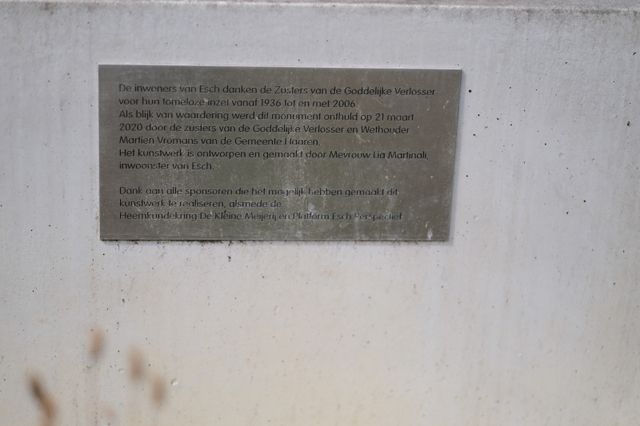 De inwoners van Esch danken de Zusters van de Goddelijke Verlosser
voor hun tomeloze inzet vanaf 1936 tot en met 2006.
Als blijk van waardering werd dit monument onthuld op 21 maart
2020 door de zusters van de Goddelijke Verlosser en Wethouder
Martien Vromans van de Gemeente Haaren.
Het kunstwerk is ontworpen en gemaakt door Mevrouw Lia Martinali,
inwoonster van Esch.
Dank aan alle sponsoren die het mogelijk hebben gemaakt dit
kunstwerk te realiseren, alsmede de
Heemkundekring De Kleine Meijerij en Platform Esch Perspectief